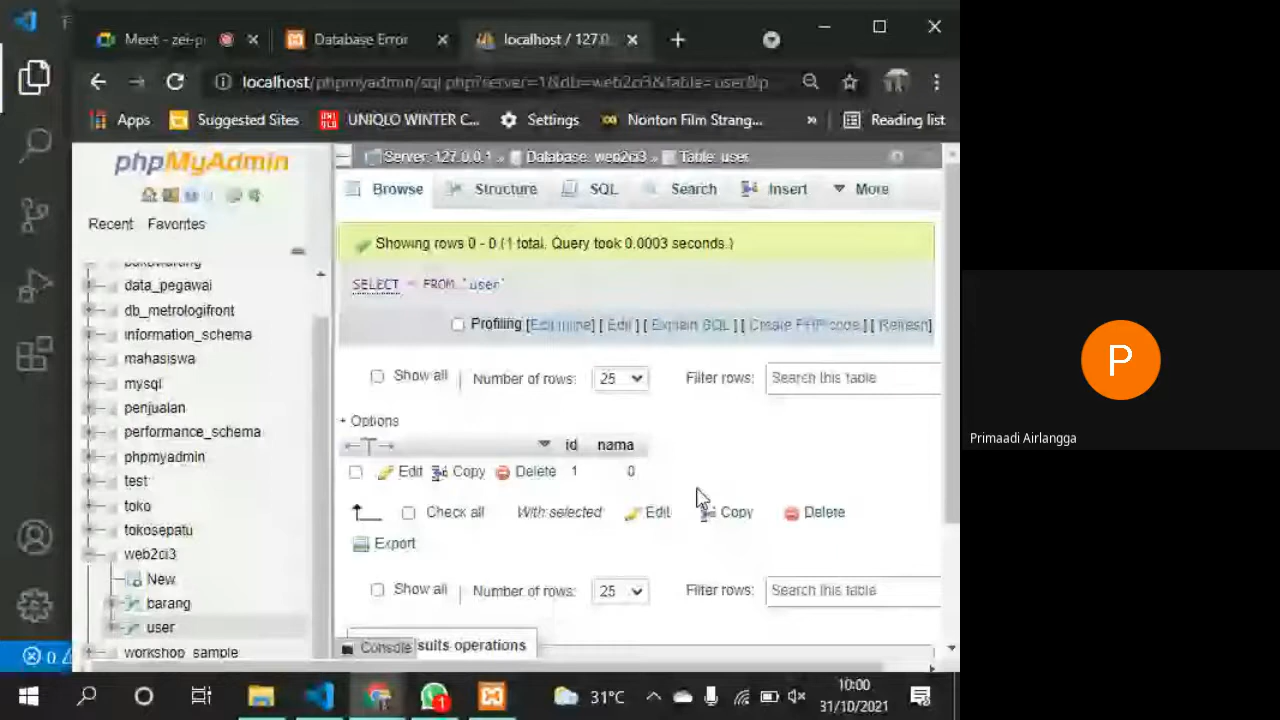 Meet - zei-p
Database Error
localhost / 127.0
localhost/phpmyadmin/sql.php?server=1&db=web2ci3&table=user&p
Apps
Suggested Sites
UNIQLO WINTER C...
Settings
Nonton Film Strang...
»
Reading list
phpMyAdmin
Recent Favorites
data_pegawai
db_metrologifront
information_schema
mahasiswa
mysql
penjualan
performance_schema
phpmyadmin
test
toko
tokosepatu
web2ci3
New
barang
user
workshop_sample
Server: 127.0.0.1 » Database: web2ci3 » Table: user
Browse Structure SQL Search Insert More
Showing rows 0 - 0 (1 total, Query took 0.0003 seconds.)
SELECT * FROM `user`
Profiling [Edit inline] [ Edit ] [ Explain SQL ] [ Create PHP code ] [ Refresh]
Show all Number of rows: 25 Filter rows: Search this table
+ Options
id nama
Edit Copy Delete 1 0
Check all With selected Edit Copy Delete
Export
Show all Number of rows: 25 Filter rows: Search this table
Console suits operations
0
1
31°C
10:00
31/10/2021
P
Primaadi Airlangga